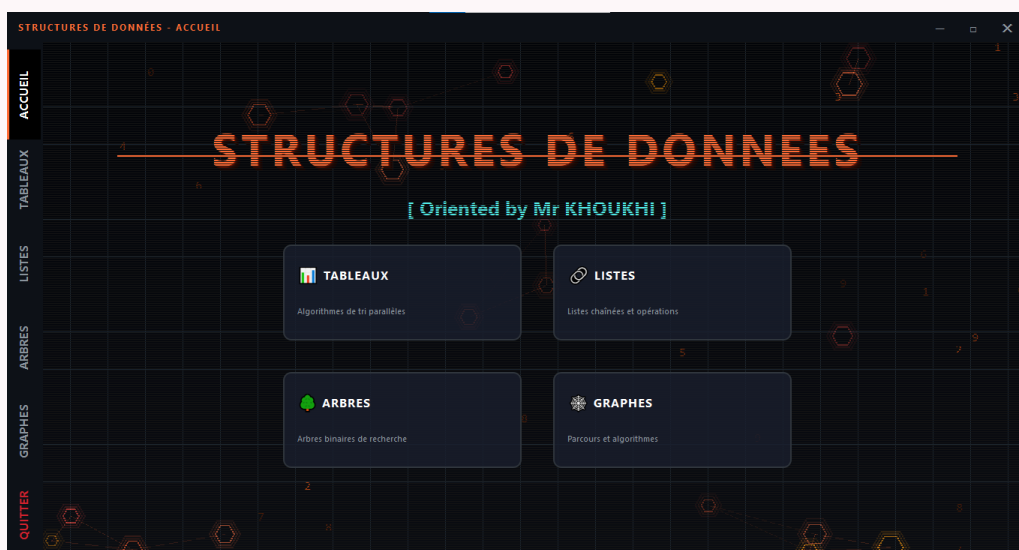 STRUCTURES DE DONNÉES - ACCUEIL
ACCUEIL
TABLEAUX
LISTES
ARBRES
GRAPHES
QUITTER
STRUCTURES DE DONNEES
[ Oriented by Mr KHOUKHI ]
TABLEAUX
Algorithmes de tri parallèles
LISTES
Listes chaînées et opérations
ARBRES
Arbres binaires de recherche
GRAPHES
Parcours et algorithmes